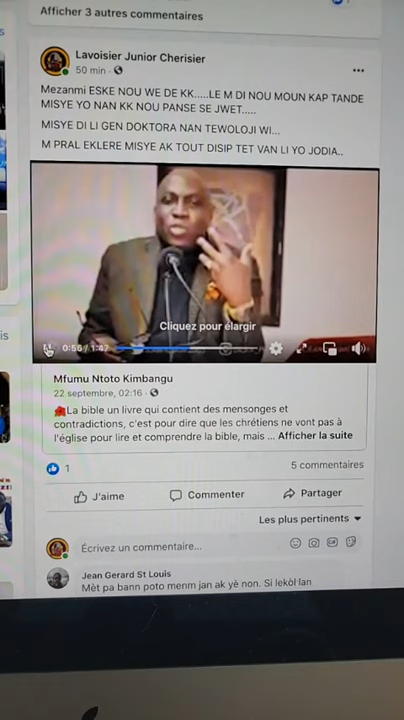 Afficher 3 autres commentaires
Lavoisier Junior Cherisier
50 min ·
Mezanmi ESKE NOU WE DE KK.....LE M DI NOU MOUN KAP TANDE
MISYE YO NAN KK NOU PANSE SE JWET.....
MISYE DI LI GEN DOKTORA NAN TEWOLOJI WI...
M PRAL EKLERE MISYE AK TOUT DISIP TET VAN LI YO JODIA..
Cliquez pour élargir
0:56 / 1:47
Mfumu Ntoto Kimbangu
22 septembre, 02:16 ·
La bible un livre qui contient des mensonges et
contradictions, c'est pour dire que les chrétiens ne vont pas à
l'église pour lire et comprendre la bible, mais ... Afficher la suite
1
5 commentaires
J'aime
Commenter
Partager
Les plus pertinents
Écrivez un commentaire...
GIF
Jean Gerard St Louis
Mèt pa bann poto menm jan ak yè non. Si lekòl lan